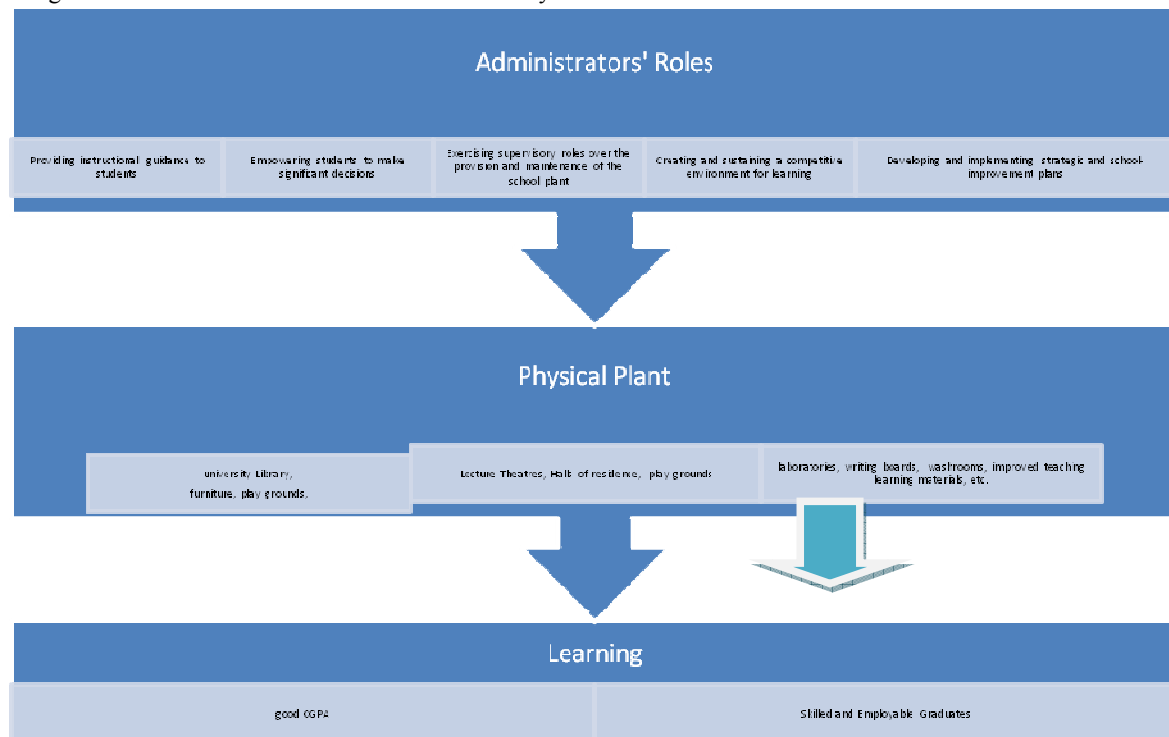 Administrators' Roles
Providing instructional guidance to
students
Empowering students to make
significant decisions
Exercising supervisory roles over the
provision and maintenance of the
school plant
Creating and sustaining a competitive
environment for learning
Developing and implementing strategic and school-
improvement plans
Physical Plant
university Library,
furniture, play grounds,
Lecture Theatres, Halls of residence, play grounds
laboratories, writing boards, washrooms, improved teaching
learning materials, etc.
Learning
good CGPA
Skilled and Employable Graduates